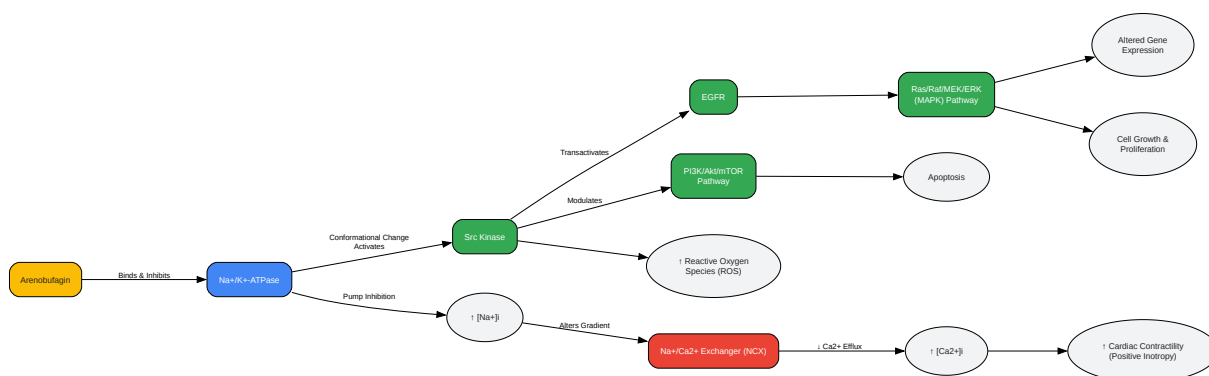 Arenobufagin
Binds & Inhibits
Na+/K+-ATPase
Conformational Change
Activates
Pump Inhibition
Src Kinase
↑ [Na+]i
Transactivates
Modulates
Alters Gradient
EGFR
PI3K/Akt/mTOR
Pathway
↑ Reactive Oxygen
Species (ROS)
Na+/Ca2+ Exchanger (NCX)
↓ Ca2+ Efflux
Ras/Raf/MEK/ERK
(MAPK) Pathway
Apoptosis
↑ [Ca2+]i
Altered Gene
Expression
Cell Growth &
Proliferation
↑ Cardiac Contractility
(Positive Inotropy)